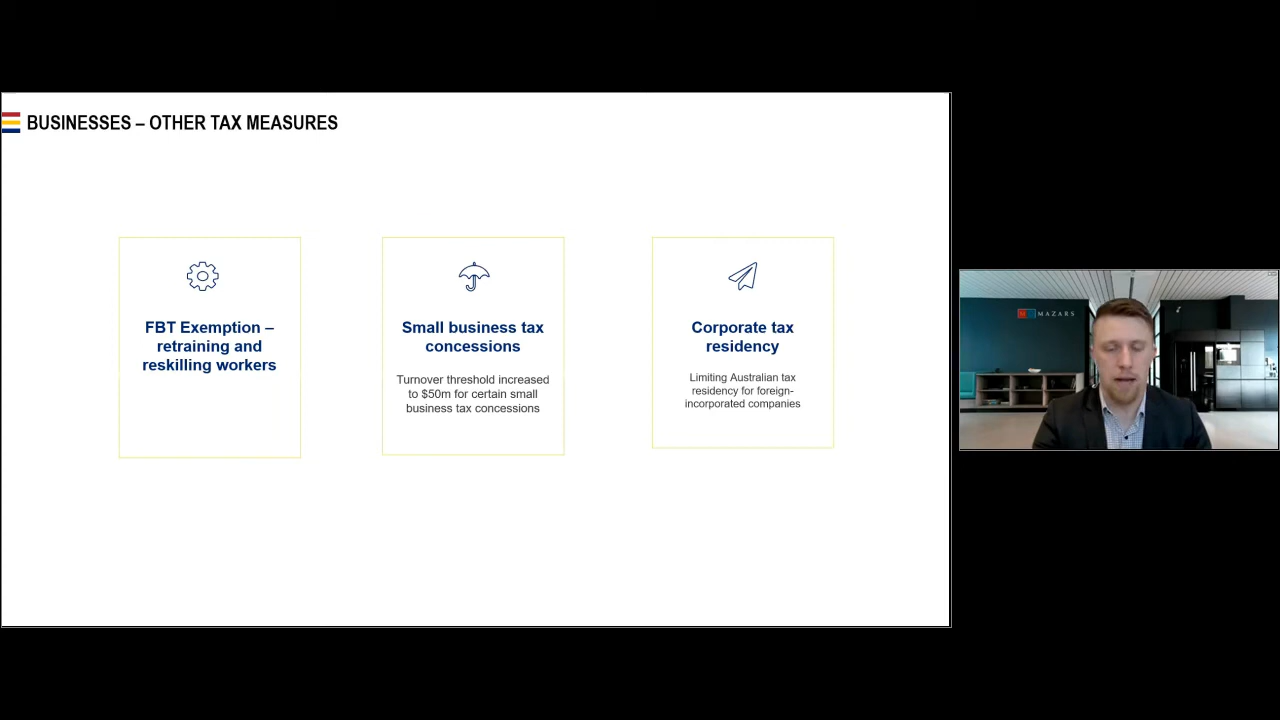 BUSINESSES – OTHER TAX MEASURES
FBT Exemption –
retraining and
reskilling workers
Small business tax
concessions
Turnover threshold increased
to $50m for certain small
business tax concessions
Corporate tax
residency
Limiting Australian tax
residency for foreign-
incorporated companies
MAZARS